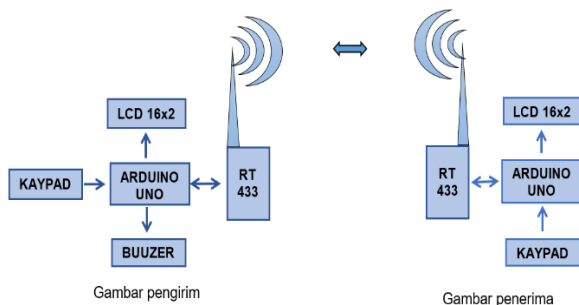 LCD 16x2
KAYPAD
ARDUINO
UNO
RT
433
BUUZER
Gambar pengirim
LCD 16x2
RT
433
ARDUINO
UNO
KAYPAD
Gambar penerima